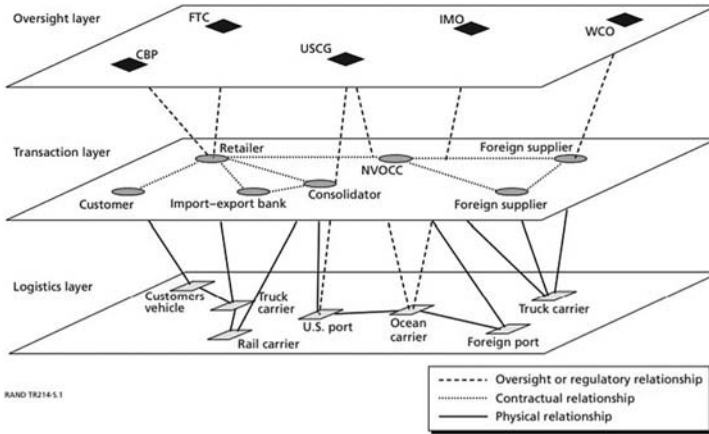 Oversight layer
FTC
IMO
WCO
CBP
USCG
Transaction layer
Retailer
Foreign supplier
NVOCC
Customer
Import–export bank
Consolidator
Foreign supplier
Logistics layer
Customers
vehicle
Truck
carrier
Rail carrier
U.S. port
Ocean
carrier
Foreign port
Truck carrier
RAND TR214-S.1
Oversight or regulatory relationship
Contractual relationship
Physical relationship